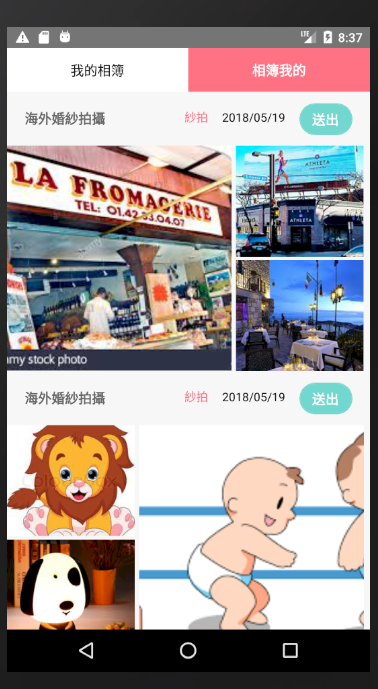 LTE 8:37
我的相簿 相簿我的
海外婚紗拍攝 紗拍 2018/05/19 送出
LA FROMAGERIE
TEL: 01.42.53.04.07
ATHLETA
ATHLETA
amy stock photo
海外婚紗拍攝 紗拍 2018/05/19 送出